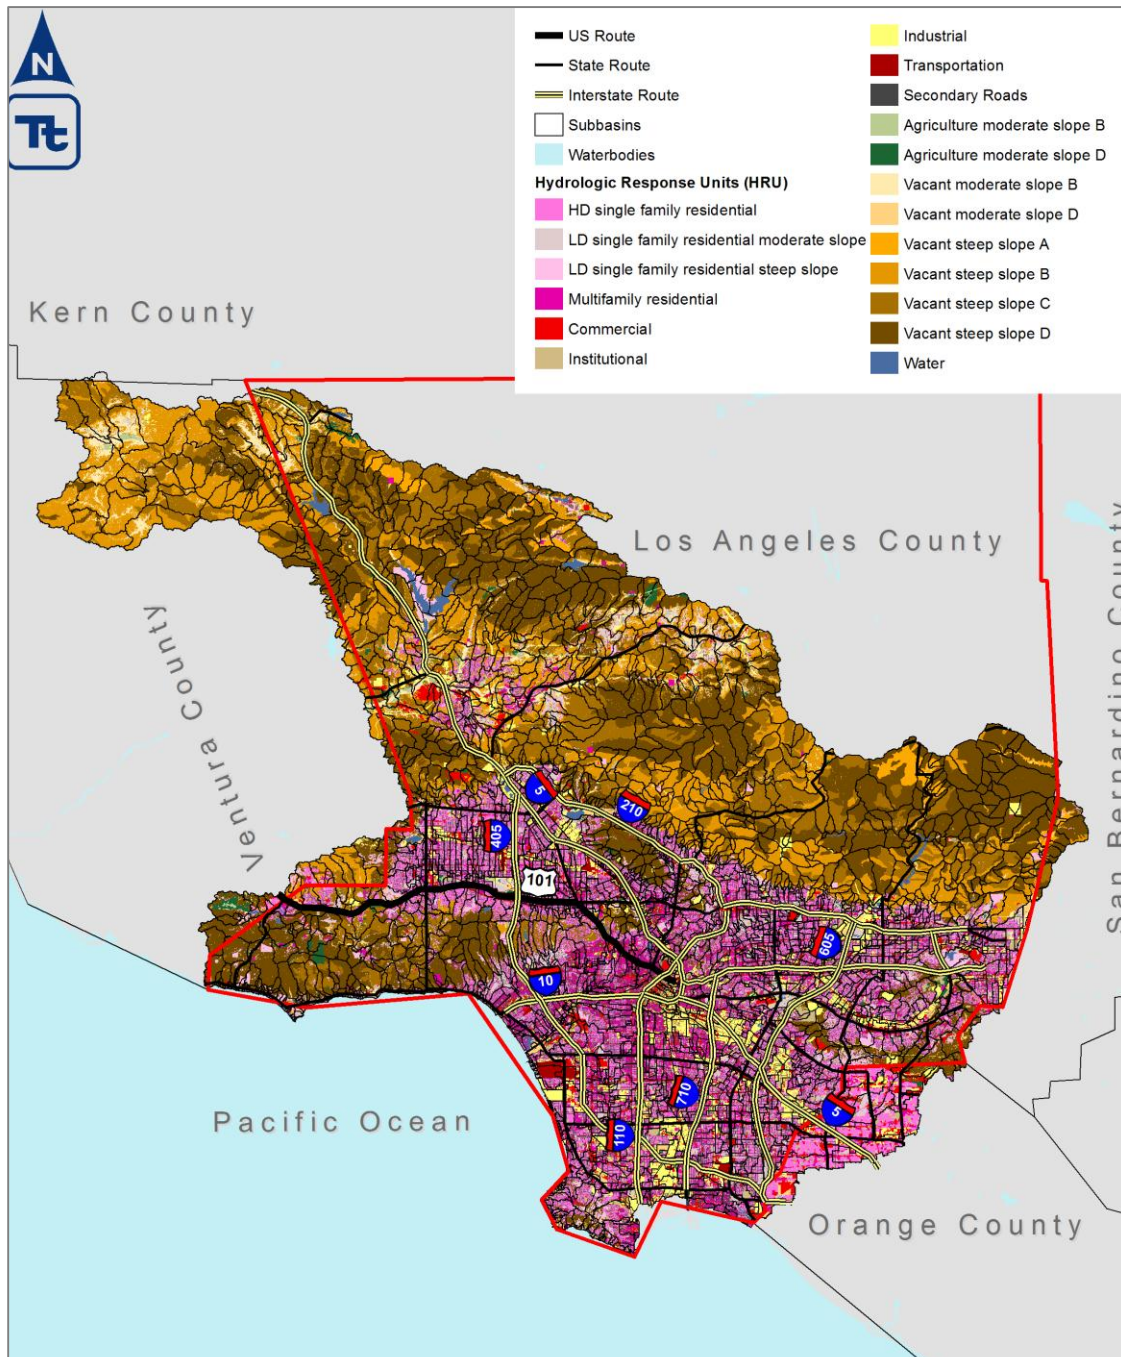 N
Tt
US Route
State Route
Interstate Route
Subbasins
Waterbodies
Hydrologic Response Units (HRU)
HD single family residential
LD single family residential moderate slope
LD single family residential steep slope
Multifamily residential
Commercial
Institutional
Industrial
Transportation
Secondary Roads
Agriculture moderate slope B
Agriculture moderate slope D
Vacant moderate slope B
Vacant moderate slope D
Vacant steep slope A
Vacant steep slope B
Vacant steep slope C
Vacant steep slope D
Water
Kern County
Los Angeles County
Ventura County
San Bernardino County
5
210
405
101
605
10
710
5
110
Pacific Ocean
Orange County